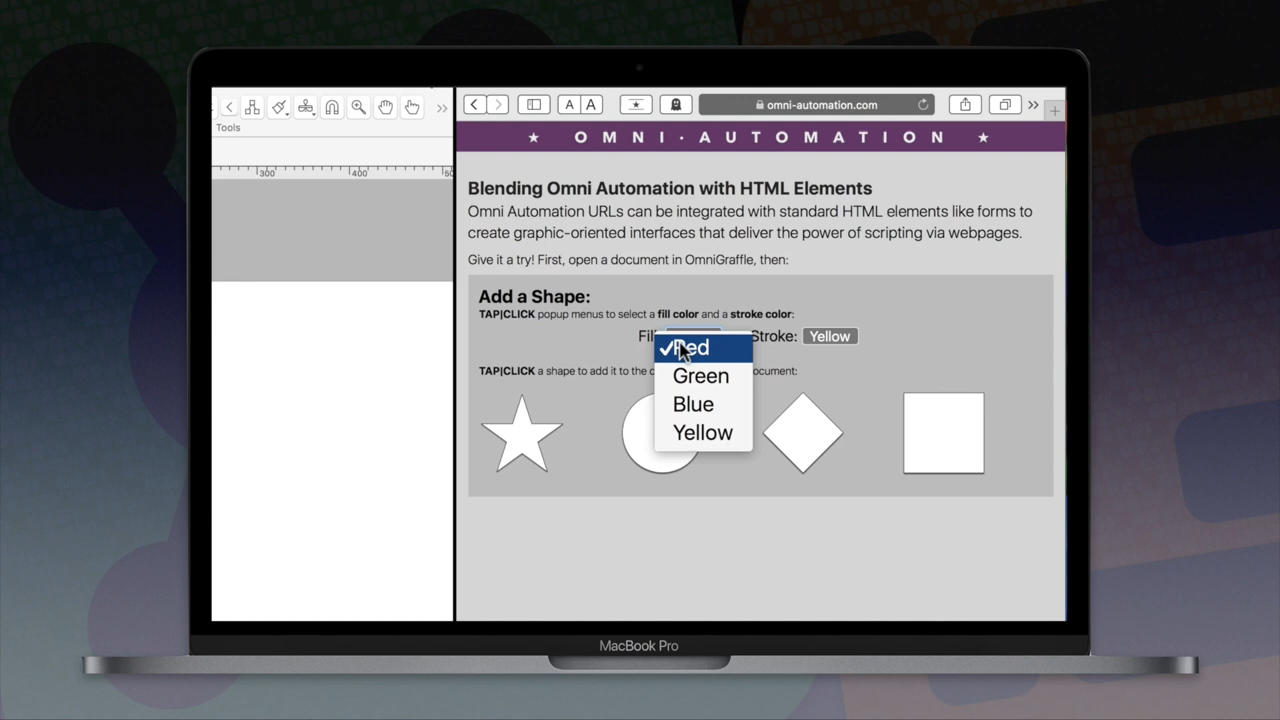 A A
omni-automation.com
Tools
★ OMNI·AUTOMATION ★
300 400
Blending Omni Automation with HTML Elements
Omni Automation URLs can be integrated with standard HTML elements like forms to
create graphic-oriented interfaces that deliver the power of scripting via webpages.
Give it a try! First, open a document in OmniGraffle, then:
Add a Shape:
TAP|CLICK popup menus to select a fill color and a stroke color:
Stroke: Yellow
✓Red
Green
Blue
Yellow
TAP|CLICK a shape to add it to the ocument:
MacBook Pro